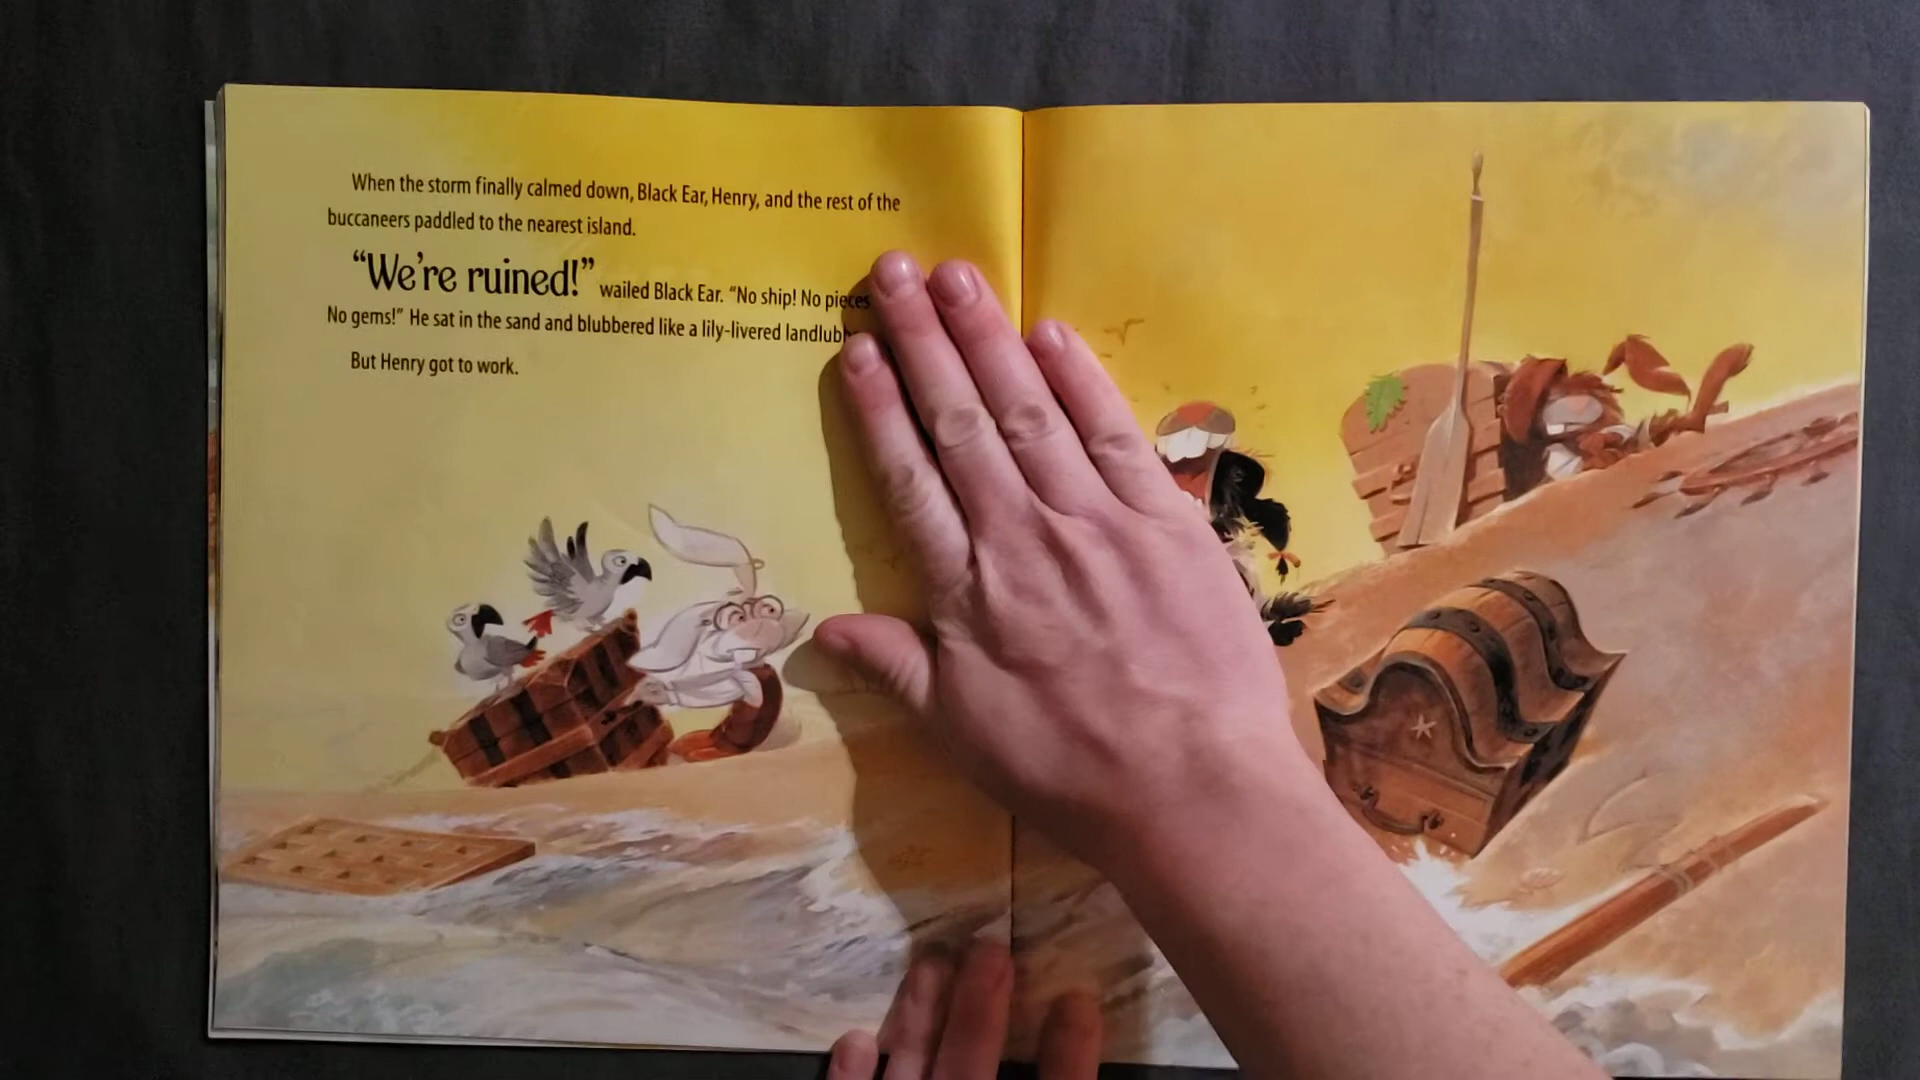 When the storm finally calmed down, Black Ear, Henry, and the rest of the
buccaneers paddled to the nearest island.
“We’re ruined!” wailed Black Ear. “No ship! No pieces
No gems!” He sat in the sand and blubbered like a lily-livered
But Henry got to work.